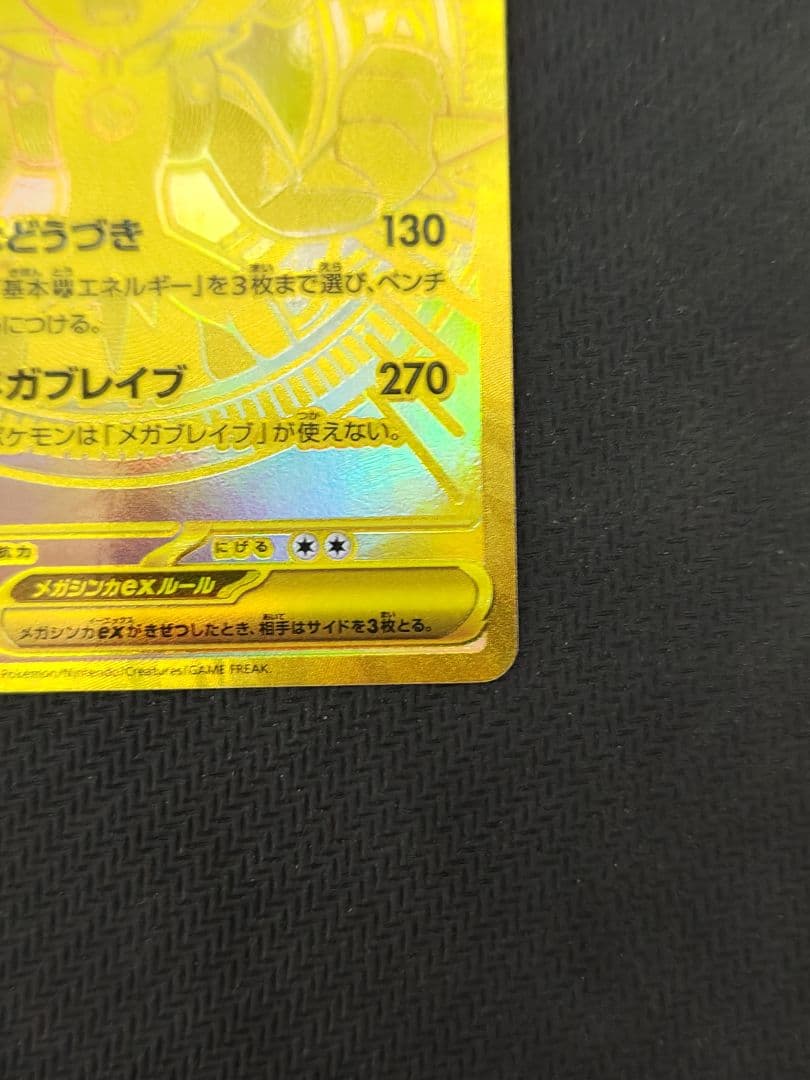 どうづき 130
基本闘エネルギー」を3枚まで選び、ベンチ
につける。
ガブレイブ 270
ケモンは「メガブレイブ」が使えない。
抗力 にげる
メガシンカexルール
メガシンカexがきぜつしたとき、相手はサイドを3枚とる。
Pokémon/Nintendo/Creatures/GAME FREAK.